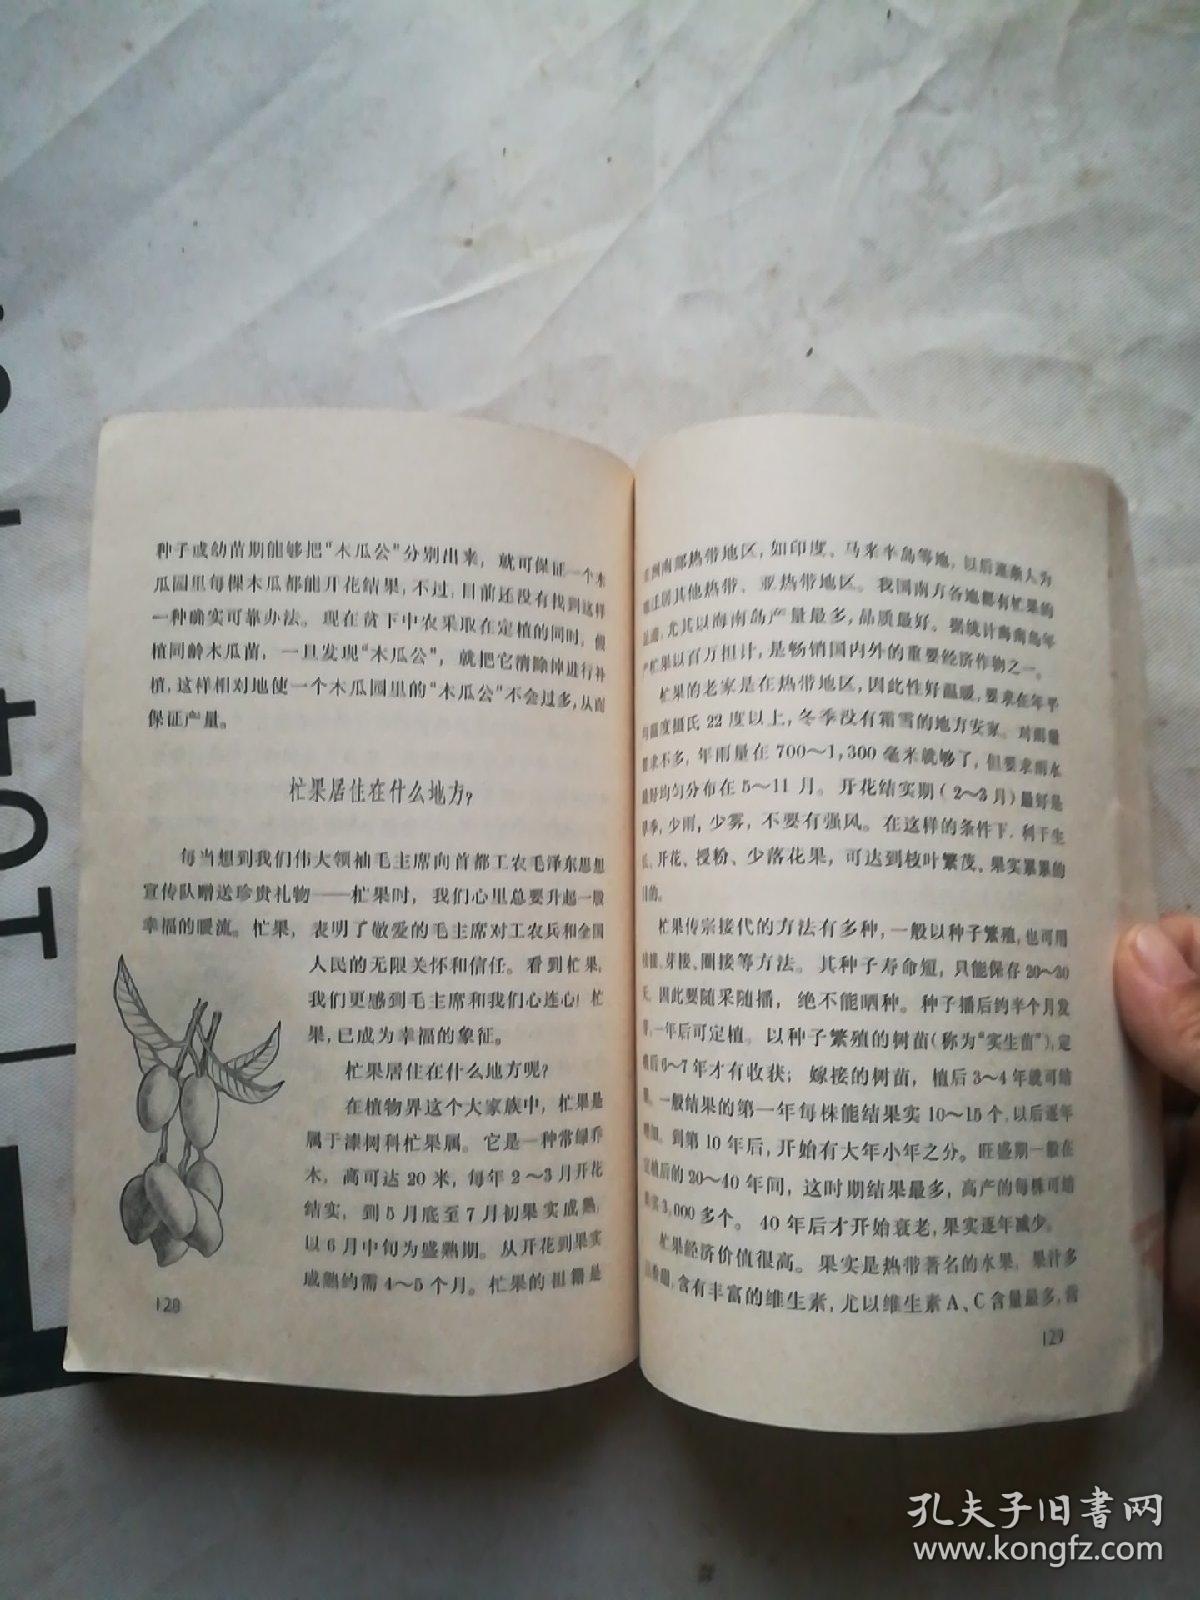 种子或幼苗期能够把“木瓜公”分别出来，就可保证一个木
瓜园里每棵木瓜都能开花结果，不过，目前还没有找到这样
一种确实可靠办法。现在贫下中农采取在定植的同时，假
植同龄木瓜苗，一旦发现“木瓜公”，就把它清除掉进行补
植，这样相对地使一个木瓜园里的“木瓜公”不会过多，从而
保证产量。
杧果居住在什么地方？
每当想到我们伟大领袖毛主席向首都工农毛泽东思想
宣传队赠送珍贵礼物——杧果时，我们心里总要升起一股
幸福的暖流。杧果，表明了敬爱的毛主席对工农兵和全国
人民的无限关怀和信任。看到杧果，
我们更感到毛主席和我们心连心！杧
果，已成为幸福的象征。
杧果居住在什么地方呢？
在植物界这个大家族中，杧果是
属于漆树科杧果属。它是一种常绿乔
木，高可达20米，每年2～3月开花
结实，到5月底至7月初果实成熟，
以6月中旬为盛熟期。从开花到果实
成熟约需4～5个月。杧果的祖籍是
128
洲南部热带地区，如印度、马来半岛等地，以后逐渐人为
迁居其他热带、亚热带地区。我国南方各地都有杧果的
，尤其以海南岛产量最多，品质最好。据统计海南岛年
产杧果以百万担计，是畅销国内外的重要经济作物之一。
杧果的老家是在热带地区，因此性好温暖，要求在年平
均温度摄氏22度以上，冬季没有霜雪的地方安家。对雨量
要求不多，年雨量在700～1,300毫米就够了，但要求雨水
最好均匀分布在5～11月。开花结实期（2～3月）最好是
旱季，少雨，少雾，不要有强风。在这样的条件下，利于生
长、开花、授粉、少落花果，可达到枝叶繁茂、果实累累的
目的。
杧果传宗接代的方法有多种，一般以种子繁殖，也可用
芽接、圈接等方法。其种子寿命短，只能保存20～30
天，因此要随采随播，绝不能晒种。种子播后约半个月发
芽，一年后可定植。以种子繁殖的树苗（称为“实生苗”），定
植后6～7年才有收获；嫁接的树苗，植后3～4年就可结
果。一般结果的第一年每株能结果实10～15个，以后逐年
增加。到第10年后，开始有大年小年之分。旺盛期一般在
定植后的20～40年间，这时期结果最多，高产的每株可结
果实3,000多个。40年后才开始衰老，果实逐年减少。
杧果经济价值很高。果实是热带著名的水果，果汁多
甜，含有丰富的维生素，尤以维生素A、C含量最多，营
129
孔夫子旧书网
www.kongfz.com